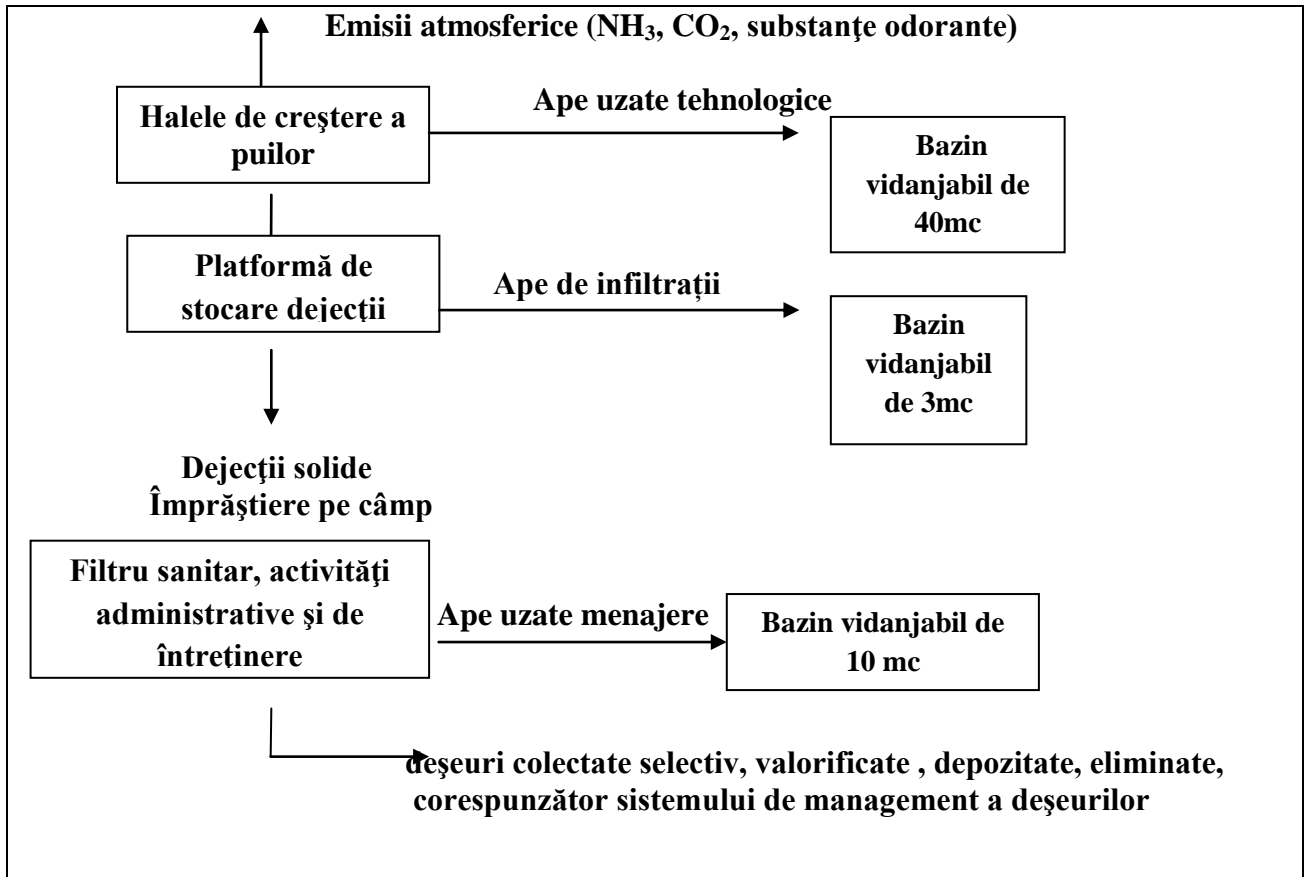 Emisii atmosferice (NH₃, CO₂, substanţe odorante)
Halele de creştere a
puilor
Ape uzate tehnologice
Bazin
vidanjabil de
40mc
Platformă de
stocare dejecţii
Ape de infiltrații
Bazin
vidanjabil
de 3mc
Dejecţii solide
Împrăştiere pe câmp
Filtru sanitar, activităţi
administrative şi de
întreţinere
Ape uzate menajere
Bazin vidanjabil de
10 mc
deşeuri colectate selectiv, valorificate , depozitate, eliminate,
corespunzător sistemului de management a deşeurilor